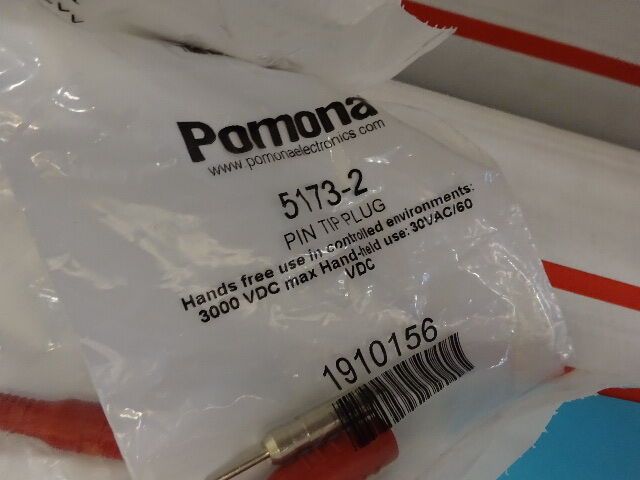 Pomona
www.pomonaelectronics.com
5173-2
PIN TIP PLUG
Hands free use in controlled environments:
3000 VDC max Hand-held use: 30VAC/60
VDC
1910156